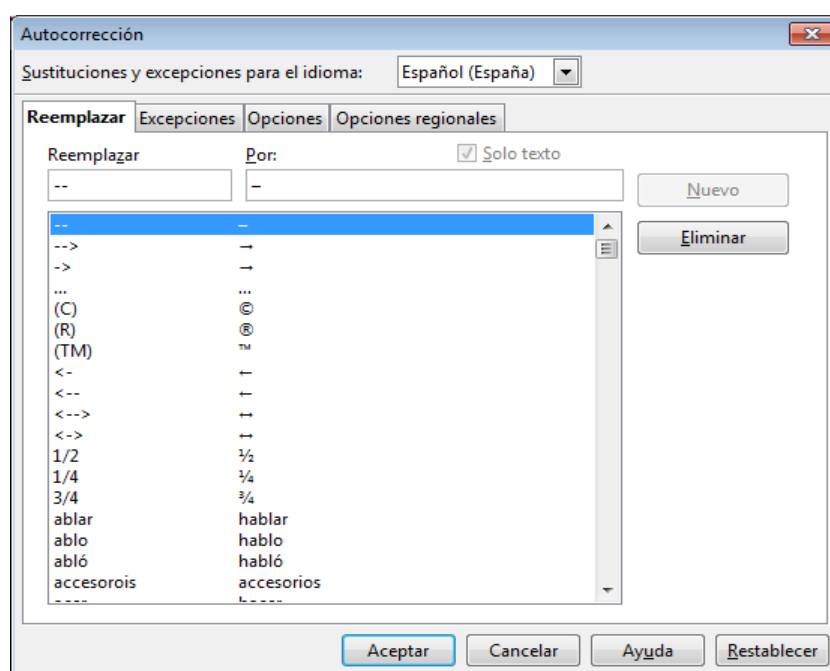 Autocorrección
Sustituciones y excepciones para el idioma: Español (España)
Reemplazar Excepciones Opciones Opciones regionales
Reemplazar Por: Solo texto
-- – Nuevo
-- –
Eliminar
--> →
-> →
... ...
(C) ©
(R) ®
(TM) ™
<- ←
<-- ←
<--> ↔
<-> ↔
1/2 ½
1/4 ¼
3/4 ¾
ablar hablar
ablo hablo
abló habló
accesorois accesorios
Aceptar Cancelar Ayuda Restablecer